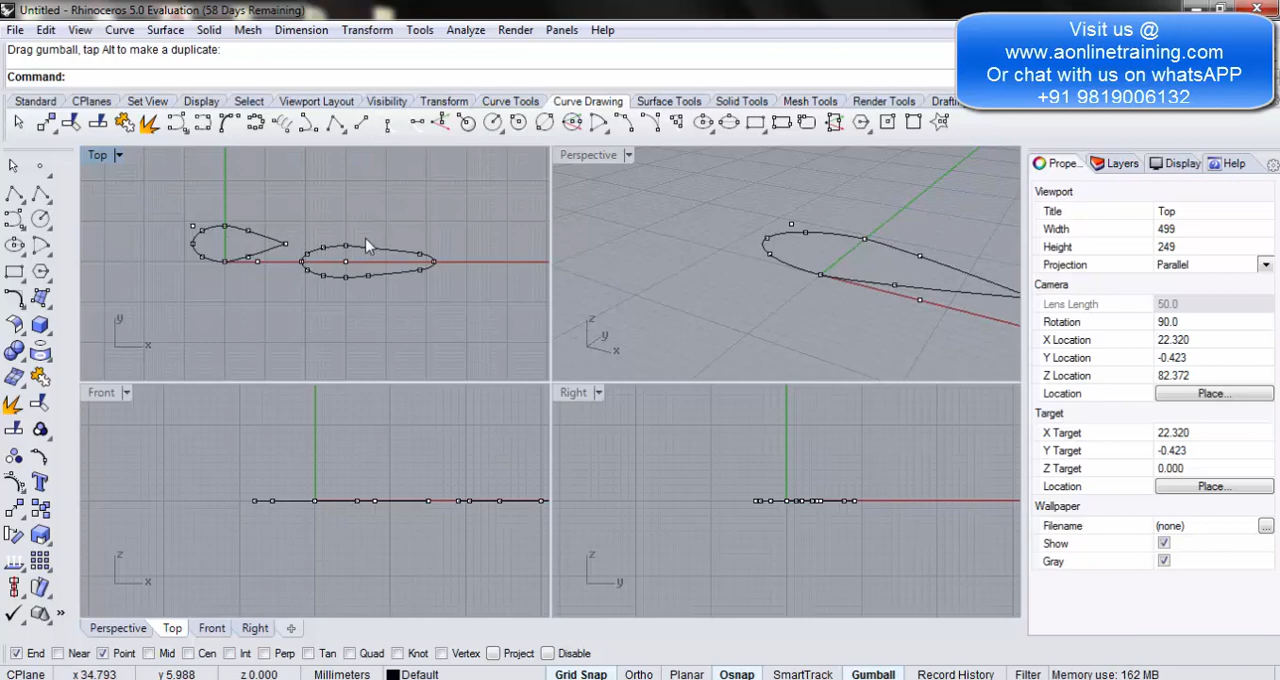 Untitled - Rhinoceros 5.0 Evaluation (58 Days Remaining)
File Edit View Curve Surface Solid Mesh Dimension Transform Tools Analyze Render Panels Help
Drag gumball, tap Alt to make a duplicate:
Command:
Visit us @
www.aonlinetraining.com
Or chat with us on whatsAPP
+91 9819006132
Standard CPlanes Set View Display Select Viewport Layout Visibility Transform Curve Tools Curve Drawing Surface Tools Solid Tools Mesh Tools Render Tools Draftin
Top Perspective
y x
z y x
Front Right
z x
z y
Prope... Layers Display Help
Viewport
Title Top
Width 499
Height 249
Projection Parallel
Camera
Lens Length 50.0
Rotation 90.0
X Location 22.320
Y Location -0.423
Z Location 82.372
Location Place...
Target
X Target 22.320
Y Target -0.423
Z Target 0.000
Location Place...
Wallpaper
Filename (none) ...
Show
Gray
Perspective Top Front Right
End Near Point Mid Cen Int Perp Tan Quad Knot Vertex Project Disable
CPlane x 34.793 y 5.988 z 0.000 Millimeters Default Grid Snap Ortho Planar Osnap SmartTrack Gumball Record History Filter Memory use: 162 MB